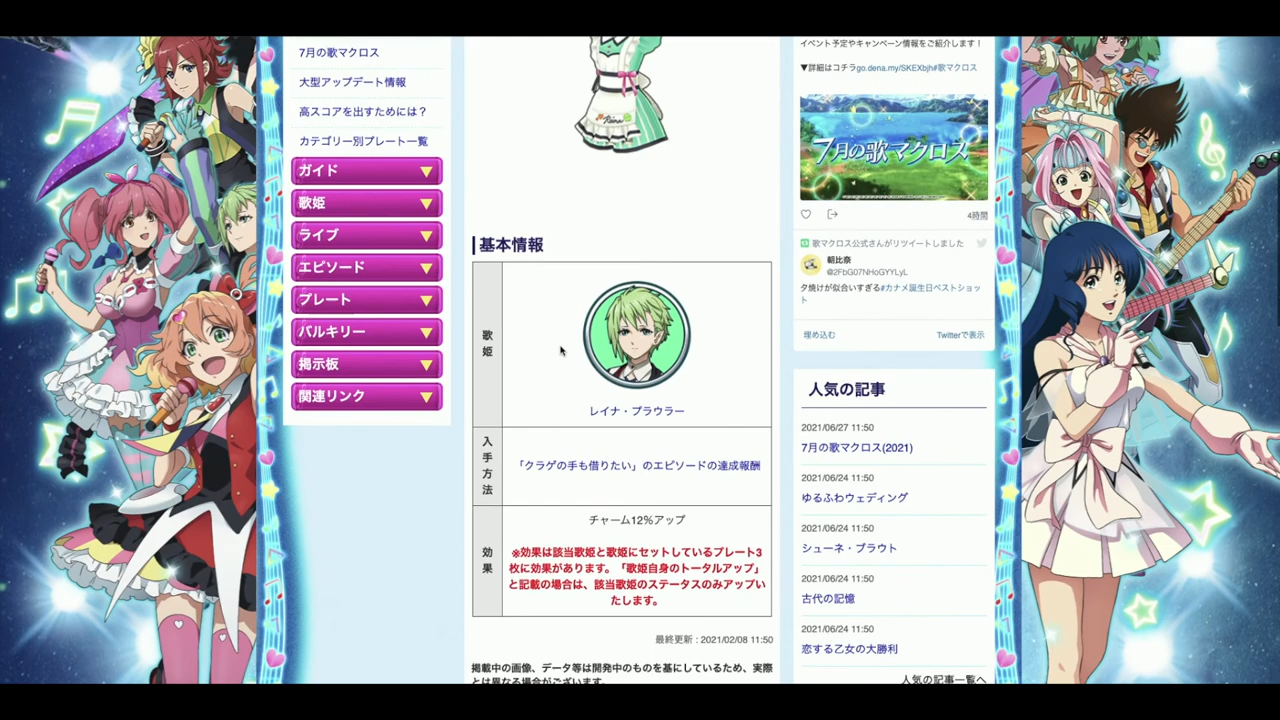 7月の歌マクロス
大型アップデート情報
高スコアを出すためには？
カテゴリー別プレート一覧
ガイド
歌姫
ライブ
エピソード
プレート
バルキリー
掲示板
関連リンク
Reina
基本情報
歌姫
レイナ・プラウラー
入手方法
「クラゲの手も借りたい」のエピソードの達成報酬
効果
チャーム12%アップ
※効果は該当歌姫と歌姫にセットしているプレート3
枚に効果があります。「歌姫自身のトータルアップ」
と記載の場合は、該当歌姫のステータスのみアップい
たします。
最終更新 : 2021/02/08 11:50
掲載中の画像、データ等は開発中のものを基にしているため、実際
とは異なる場合がございます。
イベント予定やキャンペーン情報をご紹介します！
▼詳細はコチラgo.dena.my/SKEXbjh#歌マクロス
7月の歌マクロス
4時間
歌マクロス公式さんがリツイートしました
朝比奈
@2FbG07NHoGYYLyL
夕焼けが似合いすぎる#カナメ誕生日ベストショッ
ト
埋め込む
Twitterで表示
人気の記事
2021/06/27 11:50
7月の歌マクロス(2021)
2021/06/24 11:50
ゆるふわウェディング
2021/06/24 11:50
シューネ・プラウト
2021/06/24 11:50
古代の記憶
2021/06/24 11:50
恋する乙女の大勝利
人気の記事一覧へ